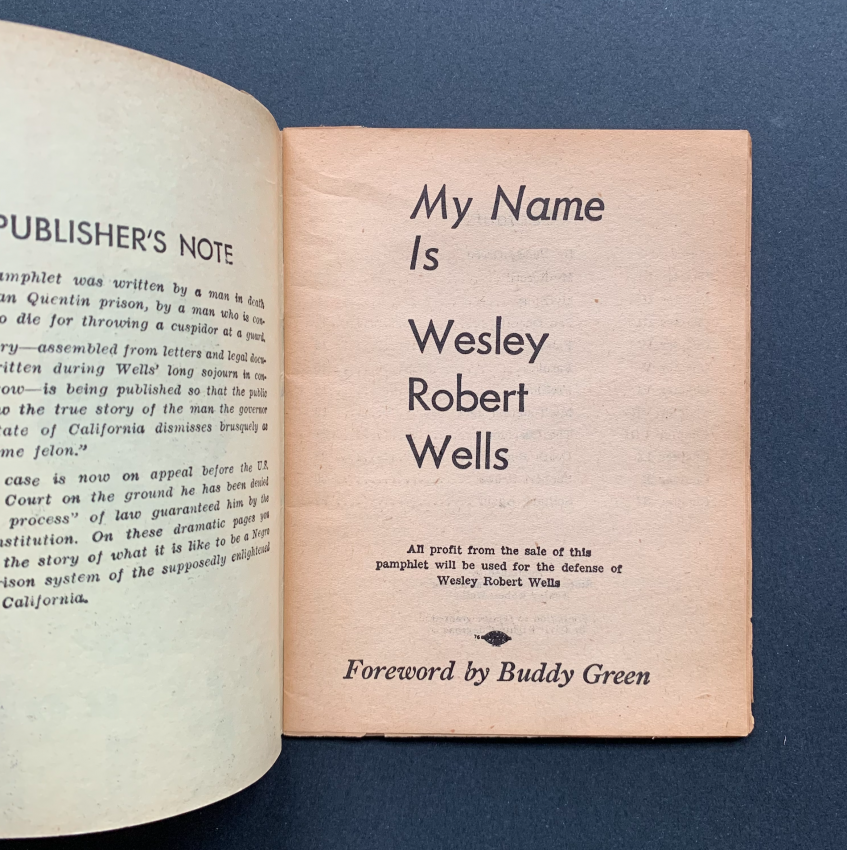 PUBLISHER'S NOTE
amphlet was written by a man in death
an Quentin prison, by a man who is con-
o die for throwing a cuspidor at a guard.
ry—assembled from letters and legal docu-
ritten during Wells' long sojourn in con-
ow—is being published so that the public
w the true story of the man the governor
tate of California dismisses brusquely as
me felon."
case is now on appeal before the U.S.
Court on the ground he has been denied
process" of law guaranteed him by the
nstitution. On these dramatic pages you
the story of what it is like to be a Negro
rison system of the supposedly enlightened
California.
My Name
Is
Wesley
Robert
Wells
All profit from the sale of this
pamphlet will be used for the defense of
Wesley Robert Wells
Foreword by Buddy Green